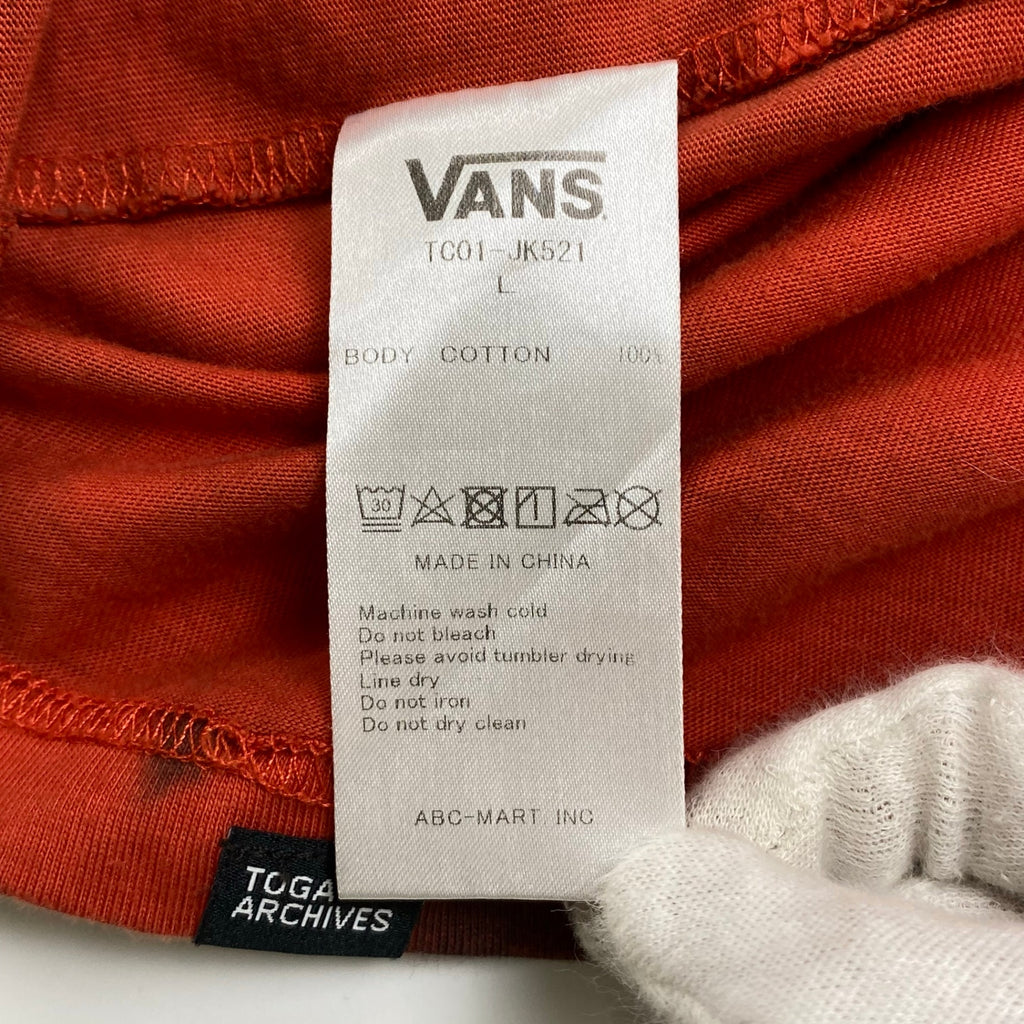 VANS
TC01-JK521
L
BODY COTTON 100%
30
MADE IN CHINA
Machine wash cold
Do not bleach
Please avoid tumbler drying
Line dry
Do not iron
Do not dry clean
ABC-MART INC
TOGA
ARCHIVES